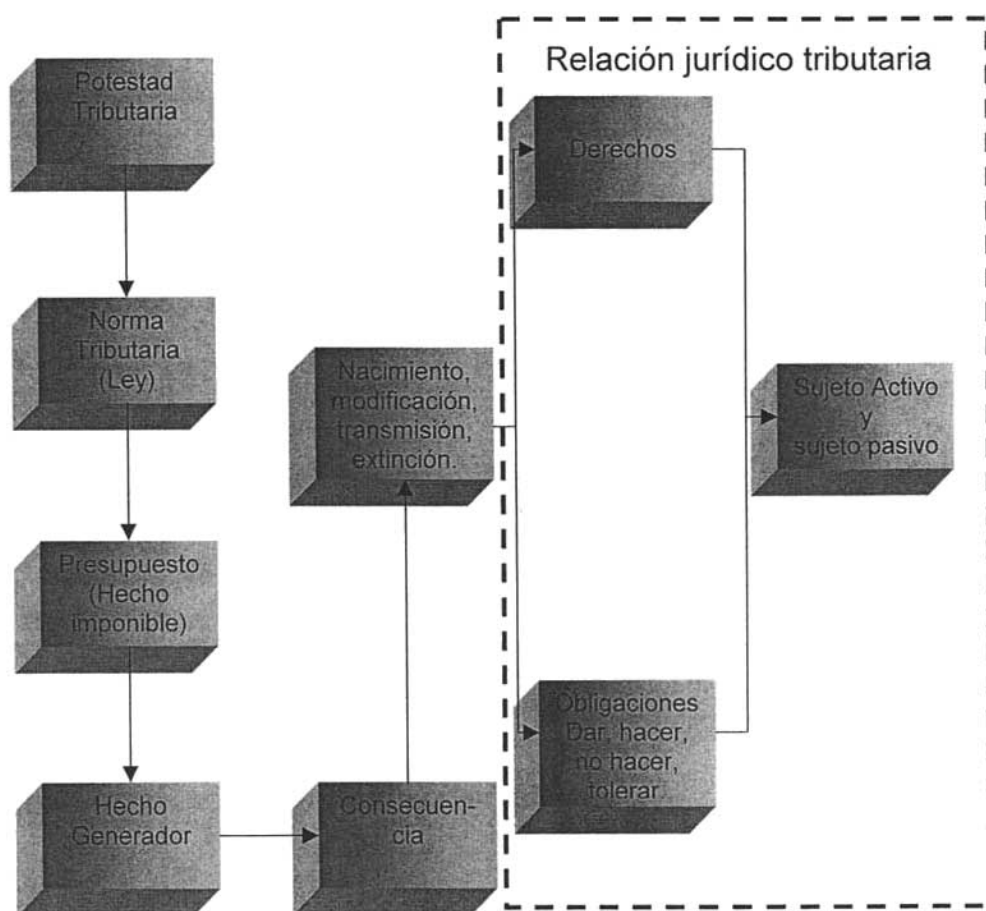 Relación jurídico tributaria
Potestad
Tributaria
Norma
Tributaria
(Ley)
Presupuesto
(Hecho
imponible)
Hecho
Generador
Consecuen-
cia
Nacimiento,
modificación,
transmisión,
extinción.
Derechos
Obligaciones
Dar, hacer,
no hacer,
tolerar.
Sujeto Activo
y
sujeto pasivo